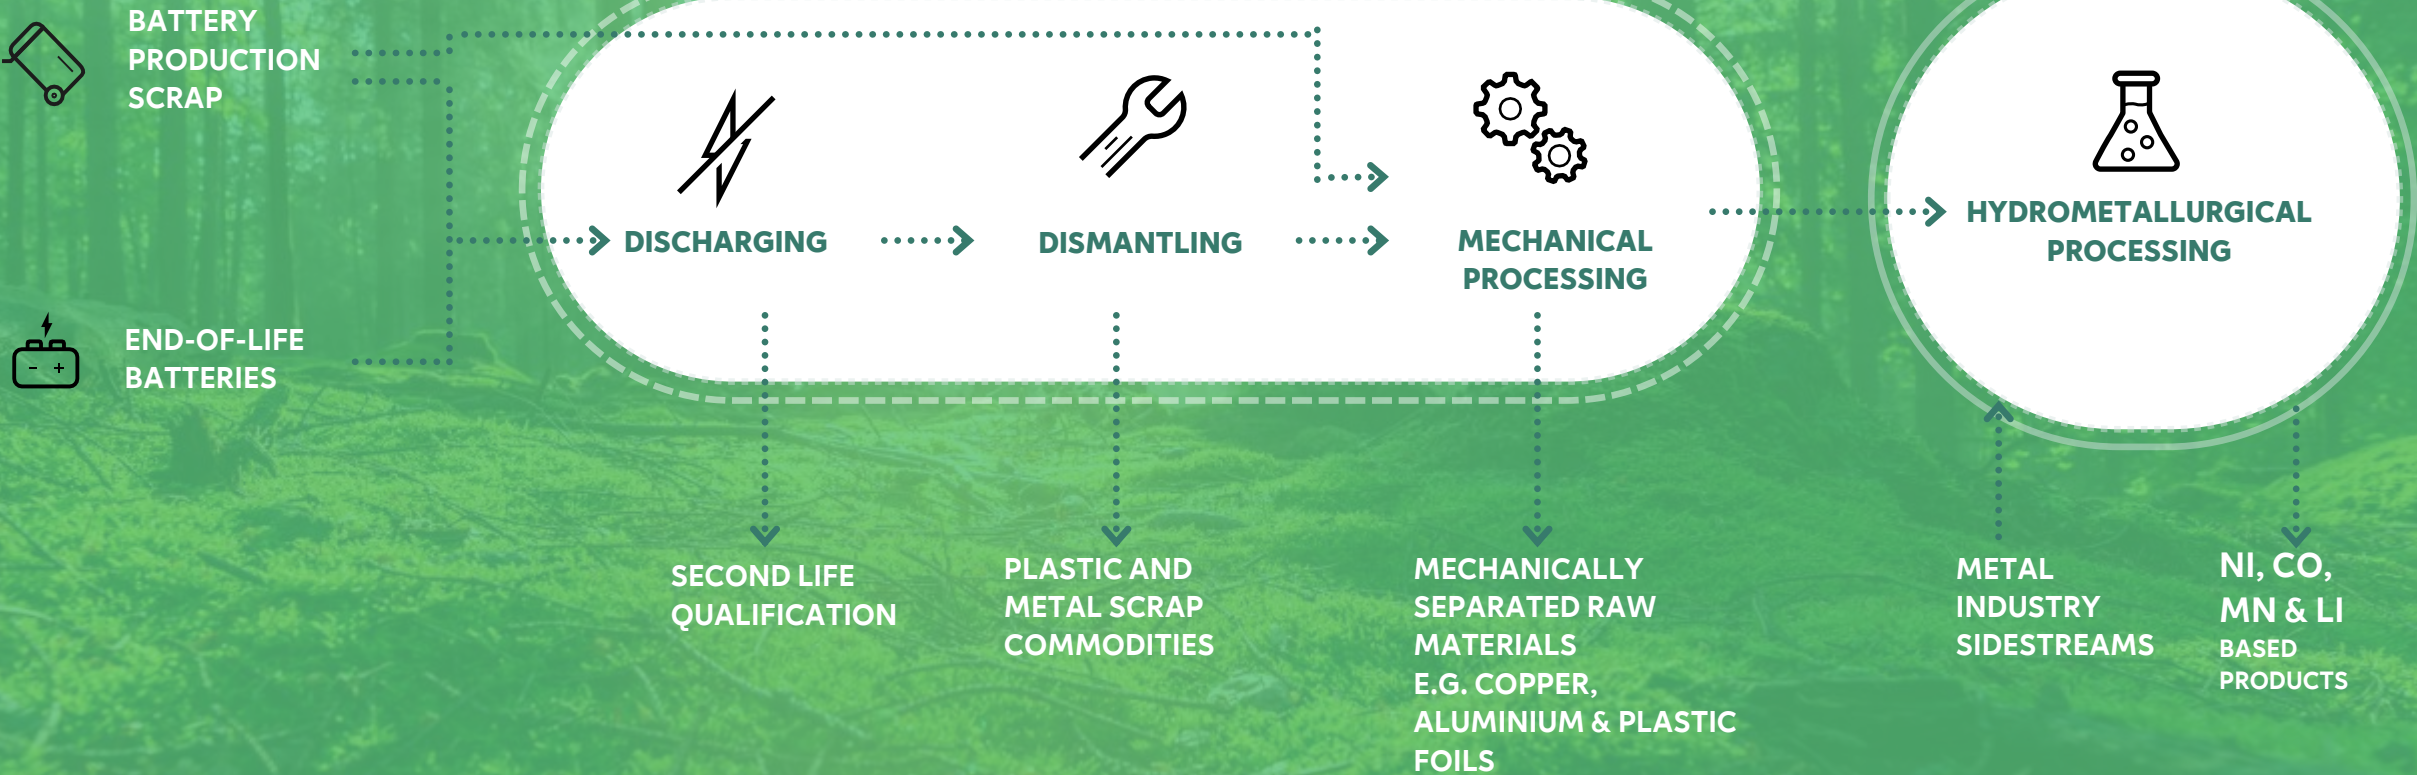 BATTERY
PRODUCTION
SCRAP
END-OF-LIFE
BATTERIES
DISCHARGING
DISMANTLING
MECHANICAL
PROCESSING
HYDROMETALLURGICAL
PROCESSING
SECOND LIFE
QUALIFICATION
PLASTIC AND
METAL SCRAP
COMMODITIES
MECHANICALLY
SEPARATED RAW
MATERIALS
E.G. COPPER,
ALUMINIUM & PLASTIC
FOILS
METAL
INDUSTRY
SIDESTREAMS
NI, CO,
MN & LI
BASED
PRODUCTS